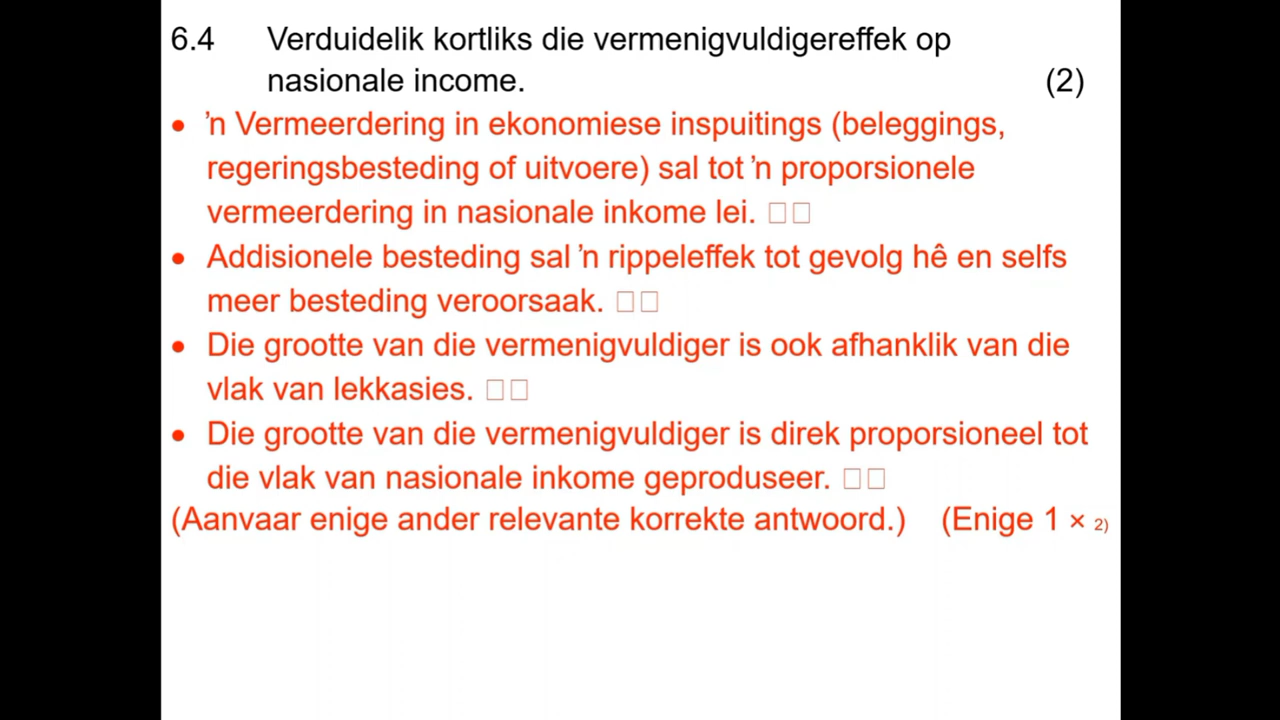 6.4 Verduidelik kortliks die vermenigvuldigereffek op
nasionale income. (2)
• ’n Vermeerdering in ekonomiese inspuitings (beleggings,
regeringsbesteding of uitvoere) sal tot ’n proporsionele
vermeerdering in nasionale inkome lei. □□
• Addisionele besteding sal ’n rippeleffek tot gevolg hê en selfs
meer besteding veroorsaak. □□
• Die grootte van die vermenigvuldiger is ook afhanklik van die
vlak van lekkasies. □□
• Die grootte van die vermenigvuldiger is direk proporsioneel tot
die vlak van nasionale inkome geproduseer. □□
(Aanvaar enige ander relevante korrekte antwoord.) (Enige 1 × 2)